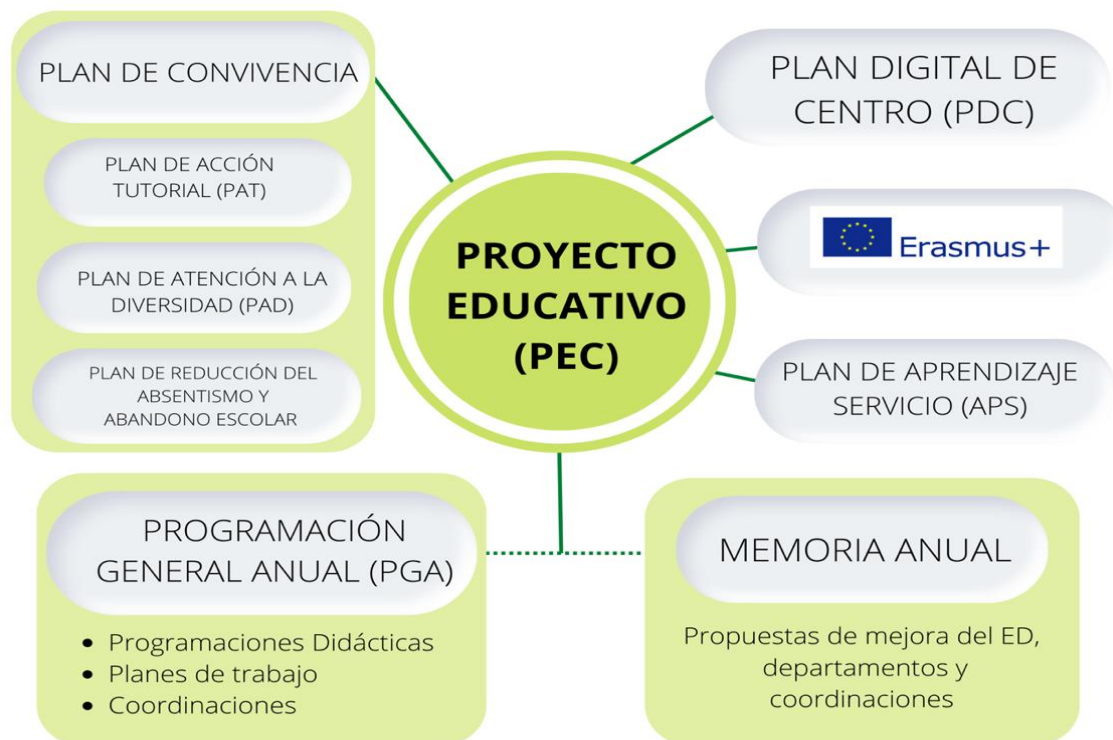 PLAN DE CONVIVENCIA
PLAN DE ACCIÓN
TUTORIAL (PAT)
PLAN DE ATENCIÓN A LA
DIVERSIDAD (PAD)
PLAN DE REDUCCIÓN DEL
ABSENTISMO Y
ABANDONO ESCOLAR
PROYECTO
EDUCATIVO
(PEC)
PLAN DIGITAL DE
CENTRO (PDC)
Erasmus+
PLAN DE APRENDIZAJE
SERVICIO (APS)
PROGRAMACIÓN
GENERAL ANUAL (PGA)
• Programaciones Didácticas
• Planes de trabajo
• Coordinaciones
MEMORIA ANUAL
Propuestas de mejora del ED,
departamentos y
coordinaciones